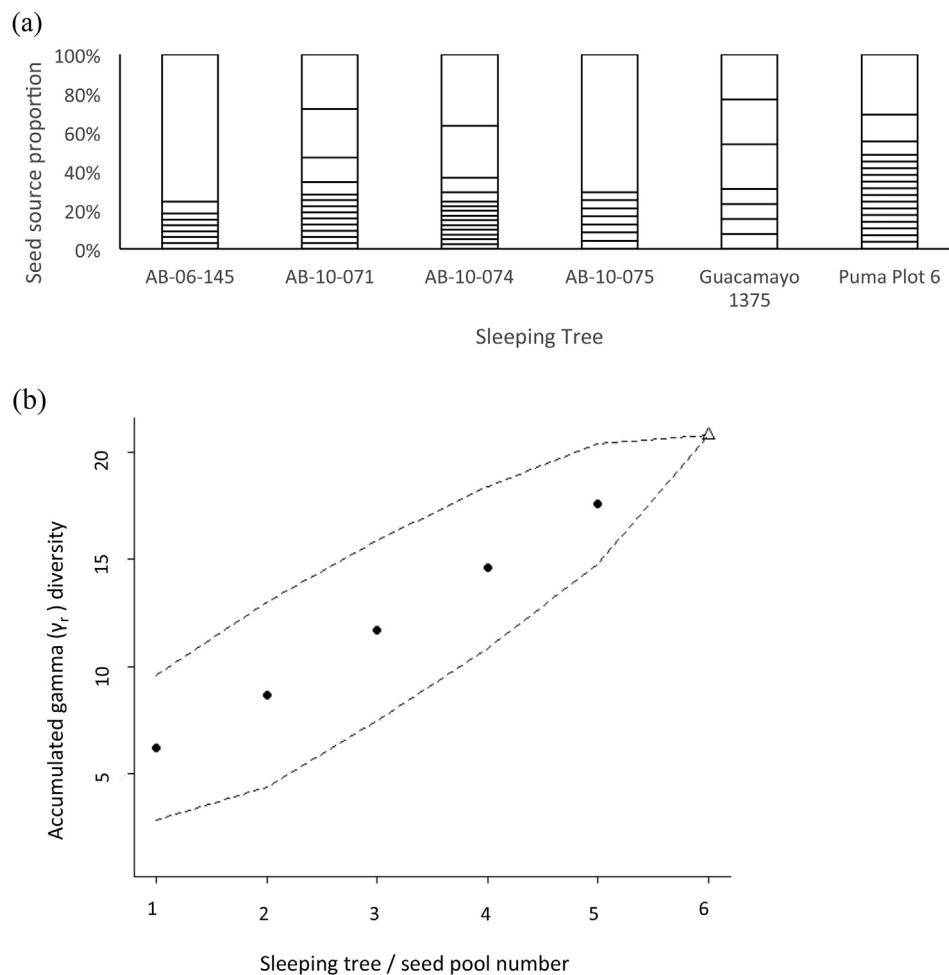 (a)
Seed source proportion
100%
80%
60%
40%
20%
0%
AB-06-145
AB-10-071
AB-10-074
AB-10-075
Guacamayo
1375
Puma Plot 6
Sleeping Tree
(b)
Accumulated gamma (γr ) diversity
20
15
10
5
1
2
3
4
5
6
Sleeping tree / seed pool number